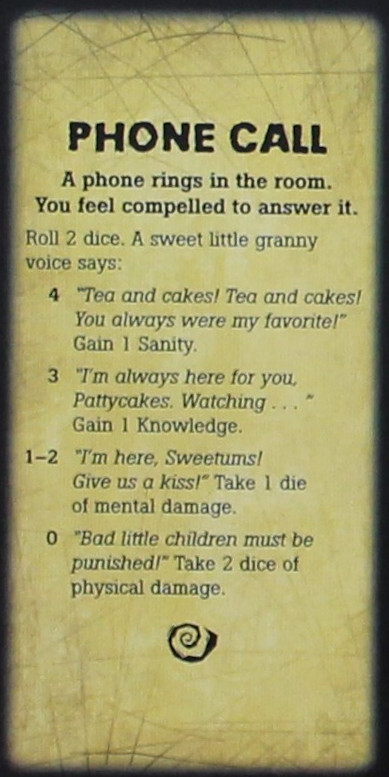 PHONE CALL
A phone rings in the room.
You feel compelled to answer it.
Roll 2 dice. A sweet little granny
voice says:
4 "Tea and cakes! Tea and cakes!
You always were my favorite!"
Gain 1 Sanity.
3 "I'm always here for you,
Pattycakes. Watching . . . "
Gain 1 Knowledge.
1–2 "I'm here, Sweetums!
Give us a kiss!" Take 1 die
of mental damage.
0 "Bad little children must be
punished!" Take 2 dice of
physical damage.